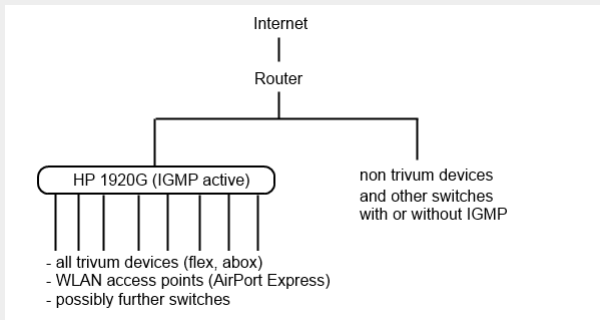 Internet
Router
HP 1920G (IGMP active)
non trivum devices
and other switches
with or without IGMP
- all trivum devices (flex, abox)
- WLAN access points (AirPort Express)
- possibly further switches